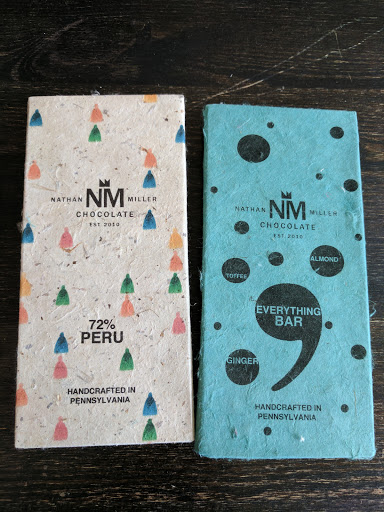 NATHAN NM MILLER
CHOCOLATE
EST. 2010
72%
PERU
HANDCRAFTED IN
PENNSYLVANIA
NATHAN NM MILLER
CHOCOLATE
EST. 2010
ALMOND
TOFFEE
EVERYTHING
BAR
GINGER
HANDCRAFTED IN
PENNSYLVANIA